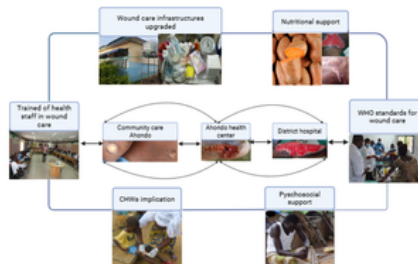 Wound care infrastructures
upgraded
Nutritional support
Trained of health
staff in wound
care
Community care
Ahondo
Ahondo health
center
District hospital
WHO standards for
wound care
CHWs implication
Pyschosocial
support